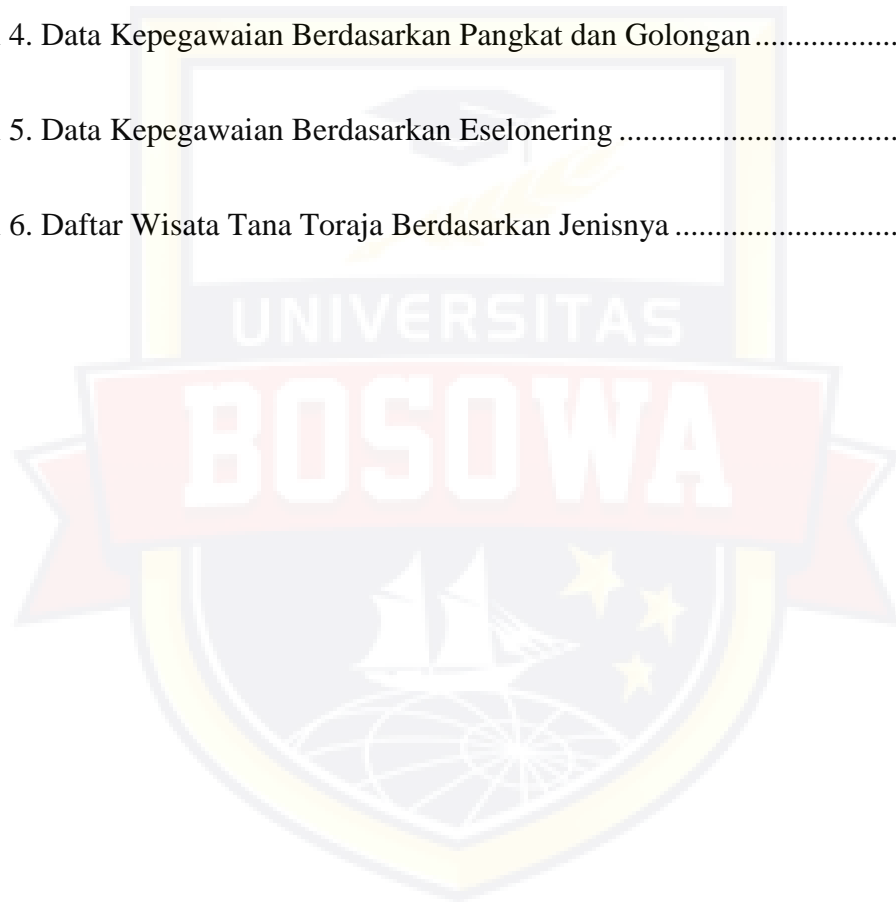 4. Data Kepegawaian Berdasarkan Pangkat dan Golongan..................
5. Data Kepegawaian Berdasarkan Eselonering ..................................
6. Daftar Wisata Tana Toraja Berdasarkan Jenisnya ...........................
UNIVERSITAS
BOSOWA